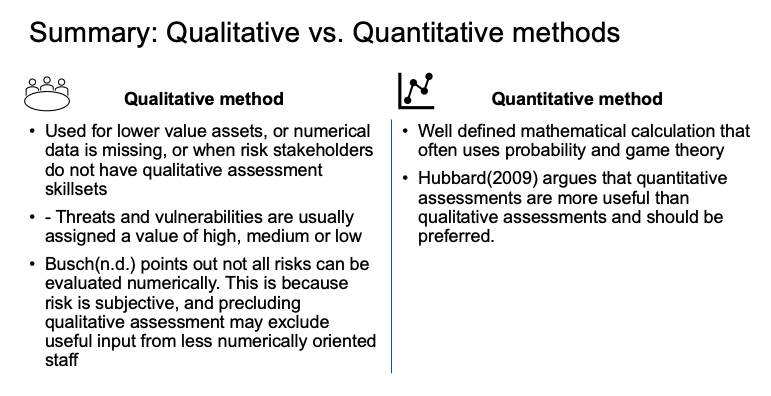 Summary: Qualitative vs. Quantitative methods
Qualitative method
• Used for lower value assets, or numerical
data is missing, or when risk stakeholders
do not have qualitative assessment
skillsets
• - Threats and vulnerabilities are usually
assigned a value of high, medium or low
• Busch(n.d.) points out not all risks can be
evaluated numerically. This is because
risk is subjective, and precluding
qualitative assessment may exclude
useful input from less numerically oriented
staff
Quantitative method
• Well defined mathematical calculation that
often uses probability and game theory
• Hubbard(2009) argues that quantitative
assessments are more useful than
qualitative assessments and should be
preferred.